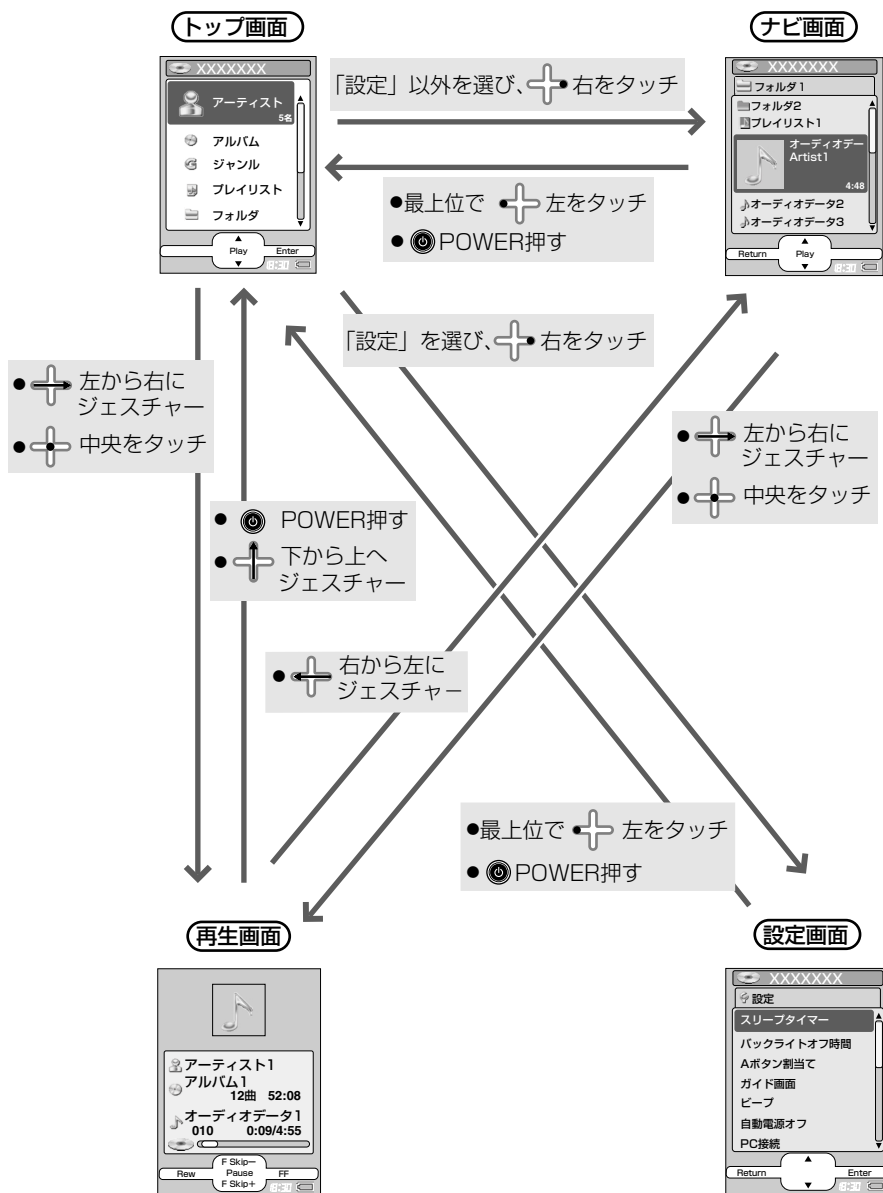 トップ画面
XXXXXXX
アーティスト
5名
アルバム
ジャンル
プレイリスト
フォルダ
Play
Enter
8:30
「設定」以外を選び、右をタッチ
●最上位で 左をタッチ
● POWER押す
ナビ画面
XXXXXXX
フォルダ1
フォルダ2
プレイリスト1
オーディオデー
Artist1
4:48
オーディオデータ2
オーディオデータ3
Return
Play
8:30
「設定」を選び、右をタッチ
● 左から右に
ジェスチャー
● 中央をタッチ
● 左から右に
ジェスチャー
● 中央をタッチ
● POWER押す
● 下から上へ
ジェスチャー
● 右から左に
ジェスチャー
●最上位で 左をタッチ
● POWER押す
再生画面
アーティスト1
アルバム1
12曲 52:08
オーディオデータ1
010 0:09/4:55
F Skip−
Rew
Pause
FF
F Skip+
8:30
設定画面
XXXXXXX
設定
スリープタイマー
バックライトオフ時間
Aボタン割当て
ガイド画面
ビープ
自動電源オフ
PC接続
Return
Enter
8:30